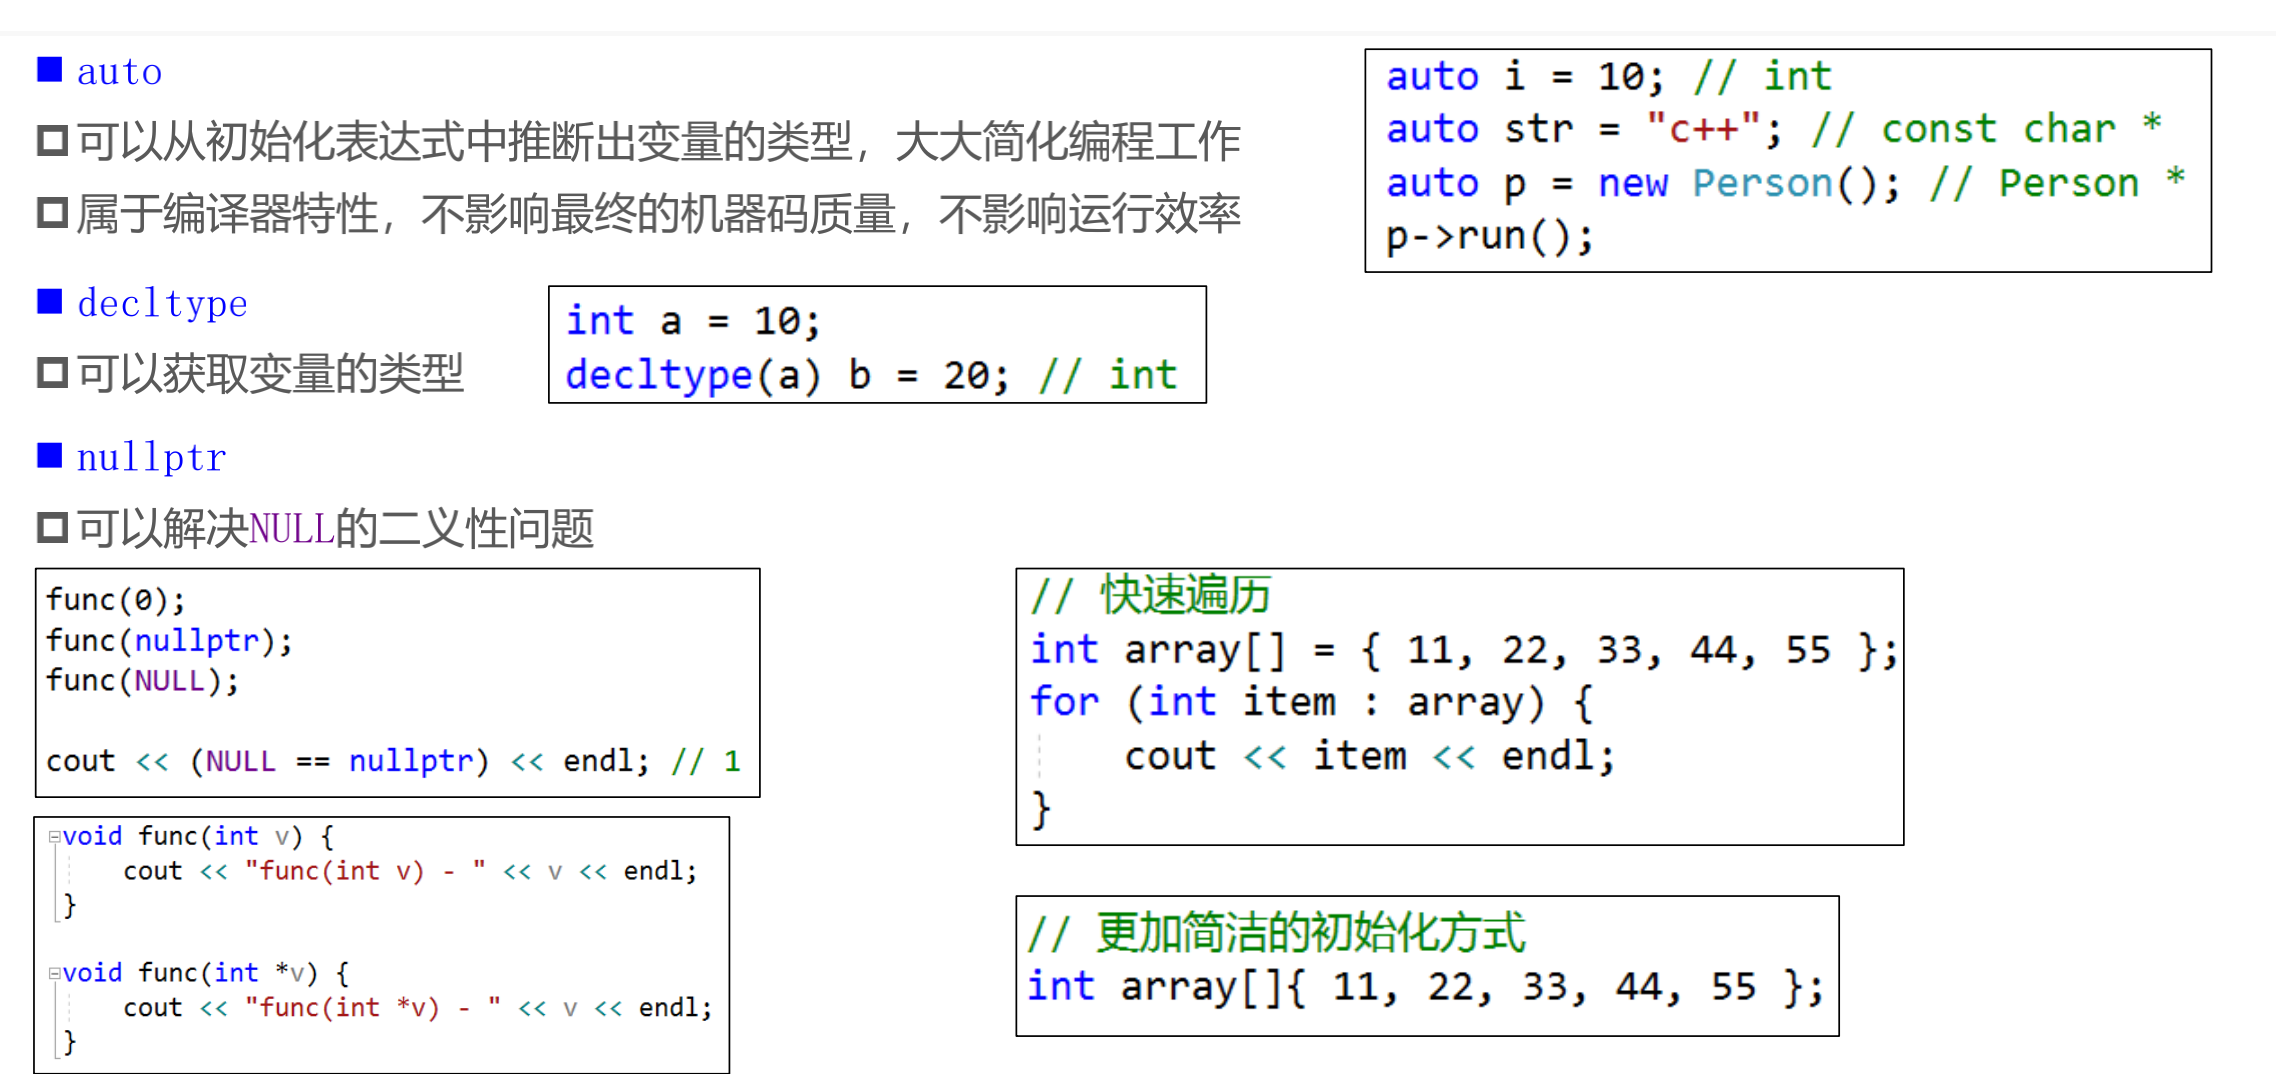 auto
可以从初始化表达式中推断出变量的类型，大大简化编程工作
属于编译器特性，不影响最终的机器码质量，不影响运行效率
auto i = 10; // int
auto str = "c++"; // const char *
auto p = new Person(); // Person *
p->run();
decltype
可以获取变量的类型
int a = 10;
decltype(a) b = 20; // int
nullptr
可以解决NULL的二义性问题
func(0);
func(nullptr);
func(NULL);
cout << (NULL == nullptr) << endl; // 1
void func(int v) {
    cout << "func(int v) - " << v << endl;
}
void func(int *v) {
    cout << "func(int *v) - " << v << endl;
}
// 快速遍历
int array[] = { 11, 22, 33, 44, 55 };
for (int item : array) {
    cout << item << endl;
}
// 更加简洁的初始化方式
int array[]{ 11, 22, 33, 44, 55 };